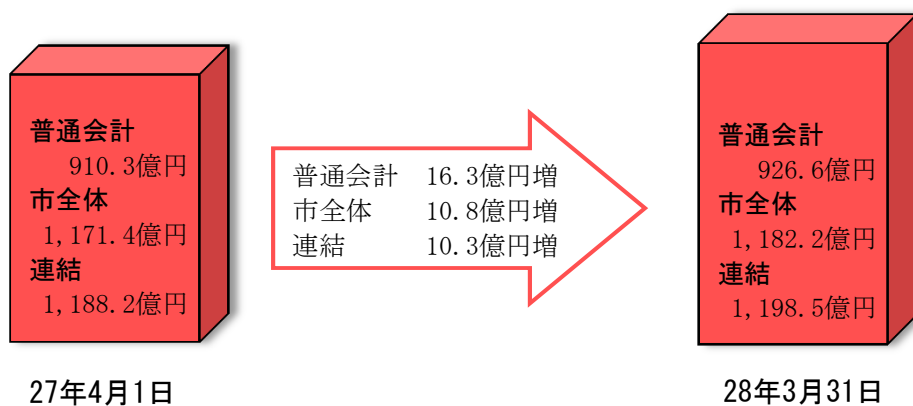 普通会計
910.3億円
市全体
1,171.4億円
連結
1,188.2億円
27年4月1日
普通会計 16.3億円増
市全体 10.8億円増
連結 10.3億円増
普通会計
926.6億円
市全体
1,182.2億円
連結
1,198.5億円
28年3月31日